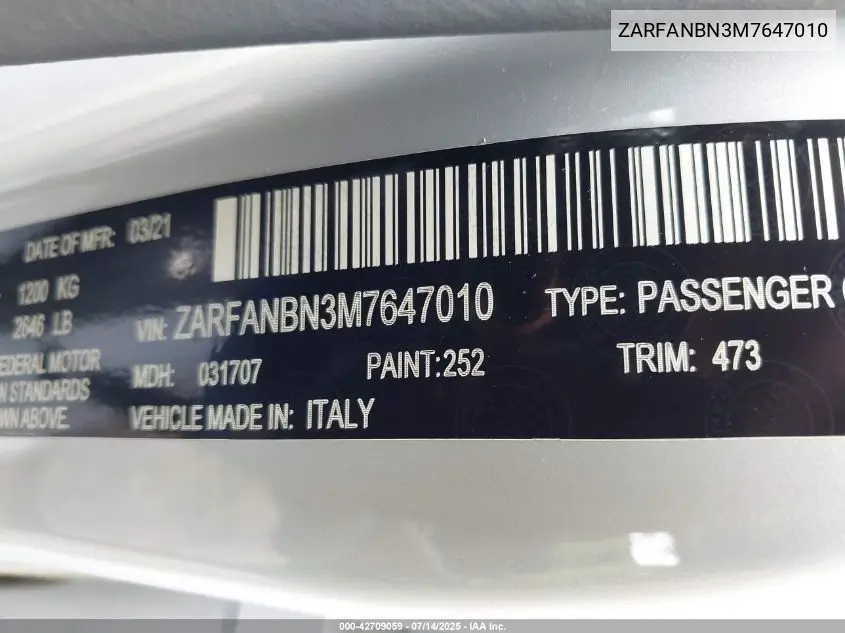 ZARFANBN3M7647010
DATE OF MFR: 03/21
1200 KG
2646 LB
FEDERAL MOTOR
STANDARDS
ABOVE.
VIN: ZARFANBN3M7647010
TYPE: PASSENGER
MDH: 031707
PAINT:252
TRIM: 473
VEHICLE MADE IN: ITALY
000-42709059 - 07/14/2025 - IAA Inc.